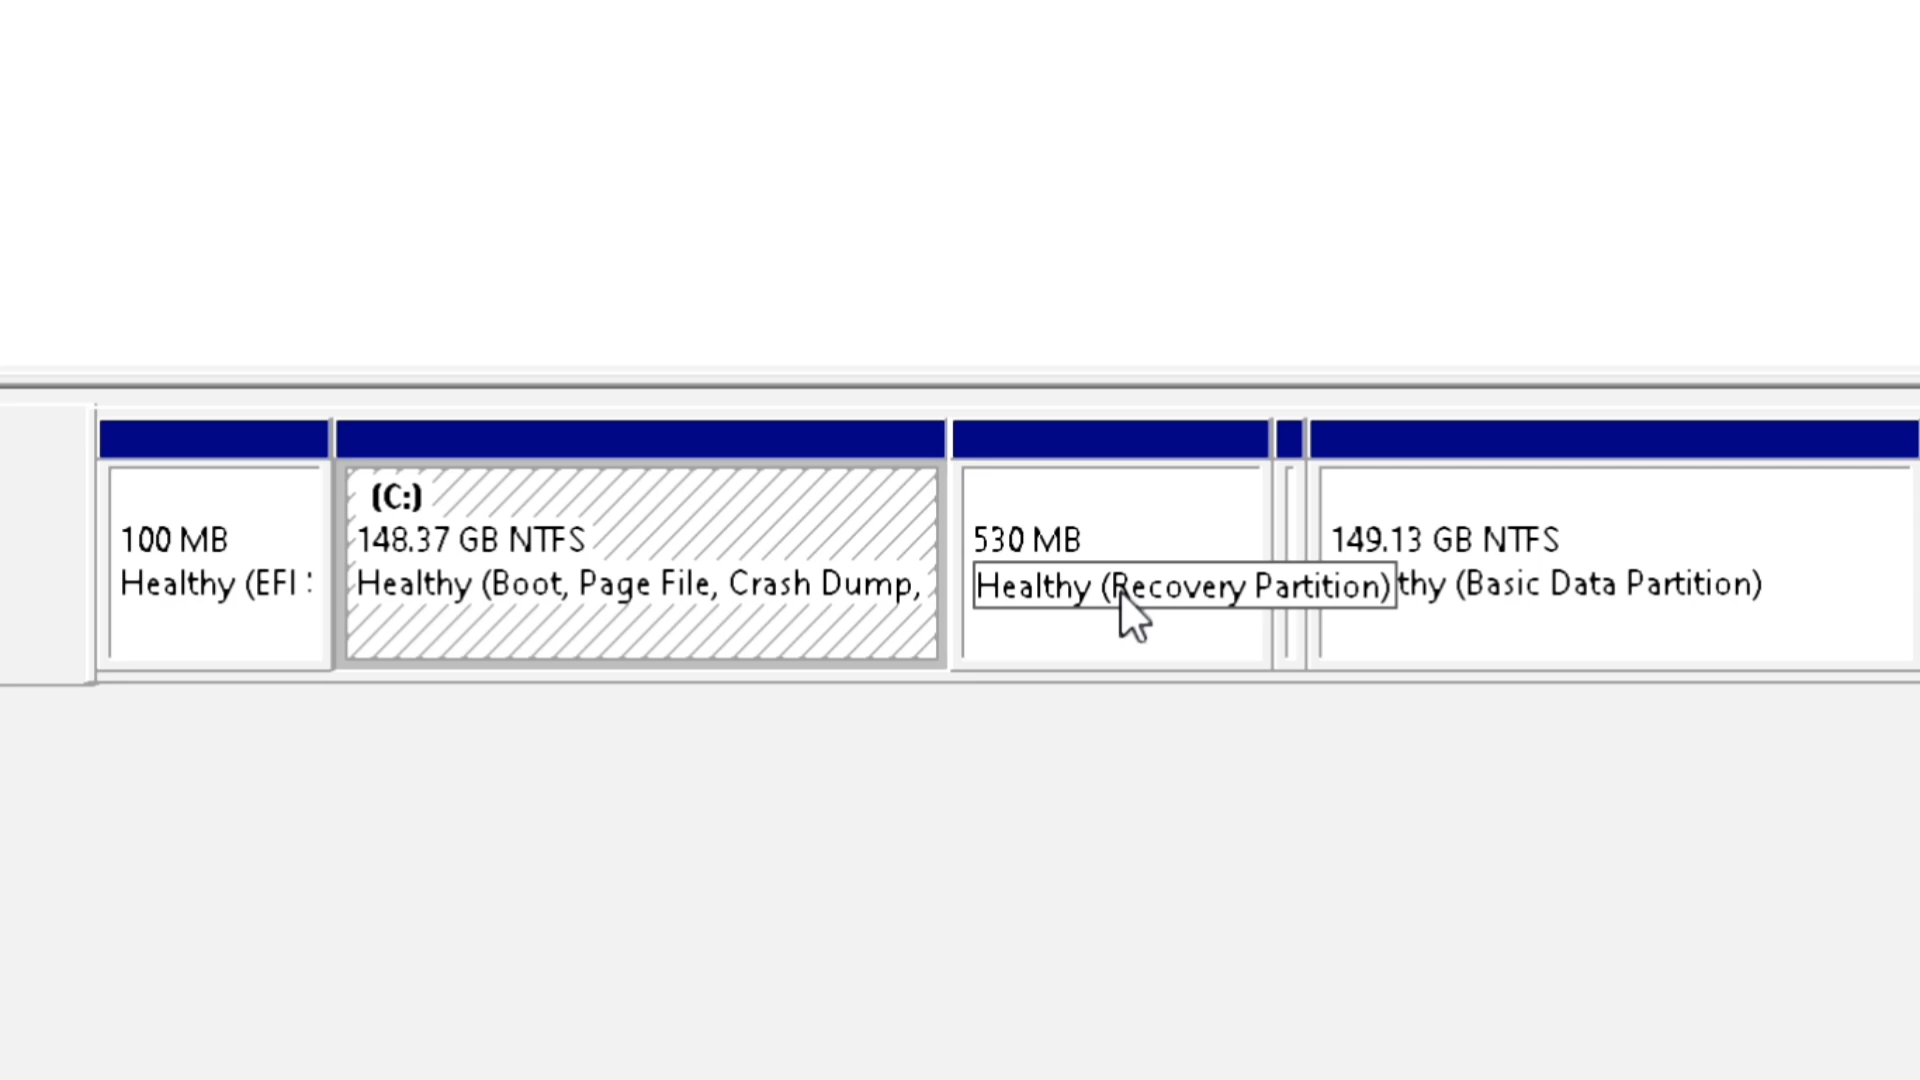 100 MB
Healthy (EFI :
(C:)
148.37 GB NTFS
Healthy (Boot, Page File, Crash Dump,
530 MB
Healthy (Recovery Partition)
149.13 GB NTFS
thy (Basic Data Partition)